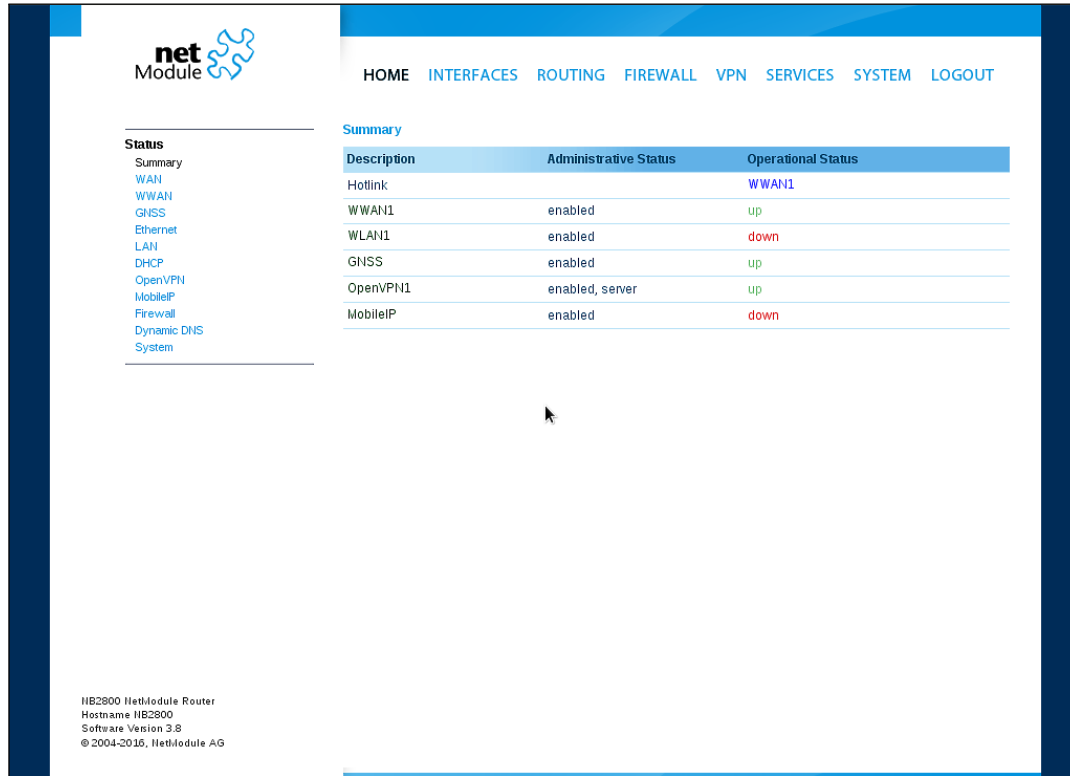 net
Module
HOME INTERFACES ROUTING FIREWALL VPN SERVICES SYSTEM LOGOUT
Status
Summary
WAN
WWAN
GNSS
Ethernet
LAN
DHCP
OpenVPN
MobileIP
Firewall
Dynamic DNS
System
Summary
Description Administrative Status Operational Status
Hotlink WWAN1
WWAN1 enabled up
WLAN1 enabled down
GNSS enabled up
OpenVPN1 enabled, server up
MobileIP enabled down
NB2800 NetModule Router
Hostname NB2800
Software Version 3.8
© 2004-2016, NetModule AG